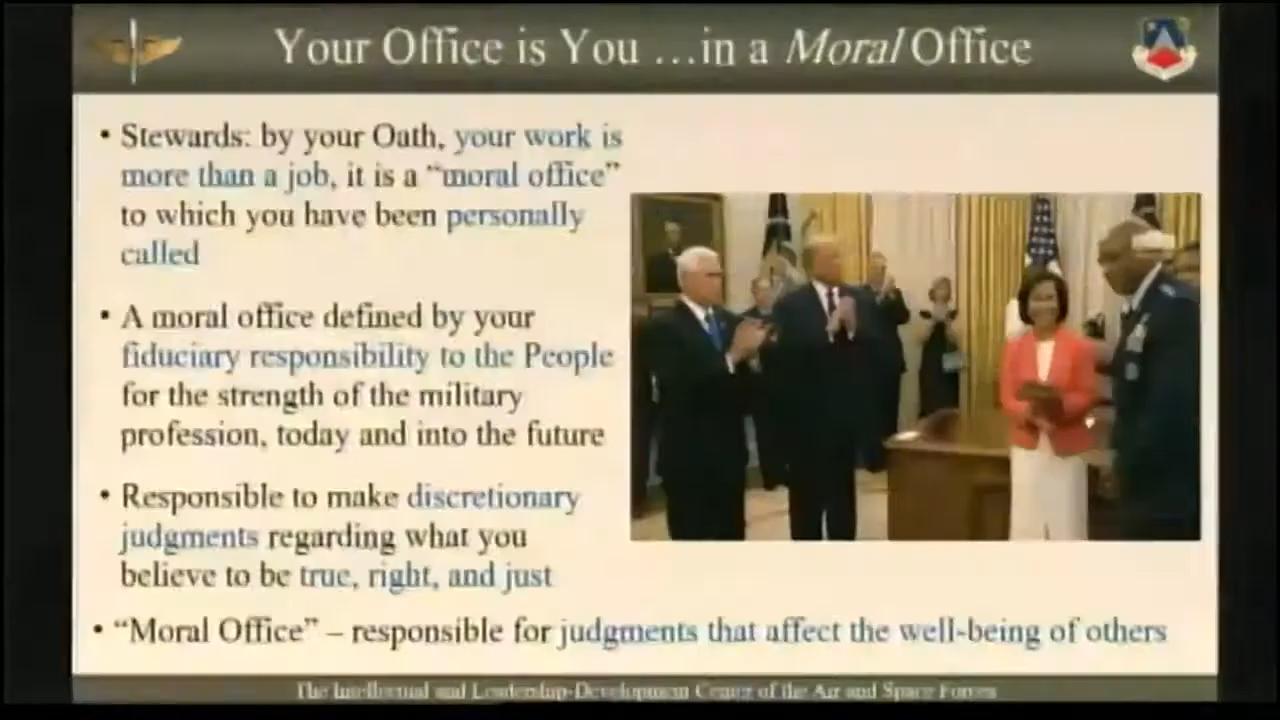 Your Office is You ...in a Moral Office
• Stewards: by your Oath, your work is
more than a job, it is a “moral office”
to which you have been personally
called
• A moral office defined by your
fiduciary responsibility to the People
for the strength of the military
profession, today and into the future
• Responsible to make discretionary
judgments regarding what you
believe to be true, right, and just
• “Moral Office” – responsible for judgments that affect the well-being of others
The Intellectual and Leadership-Development Center of the Air and Space Forces